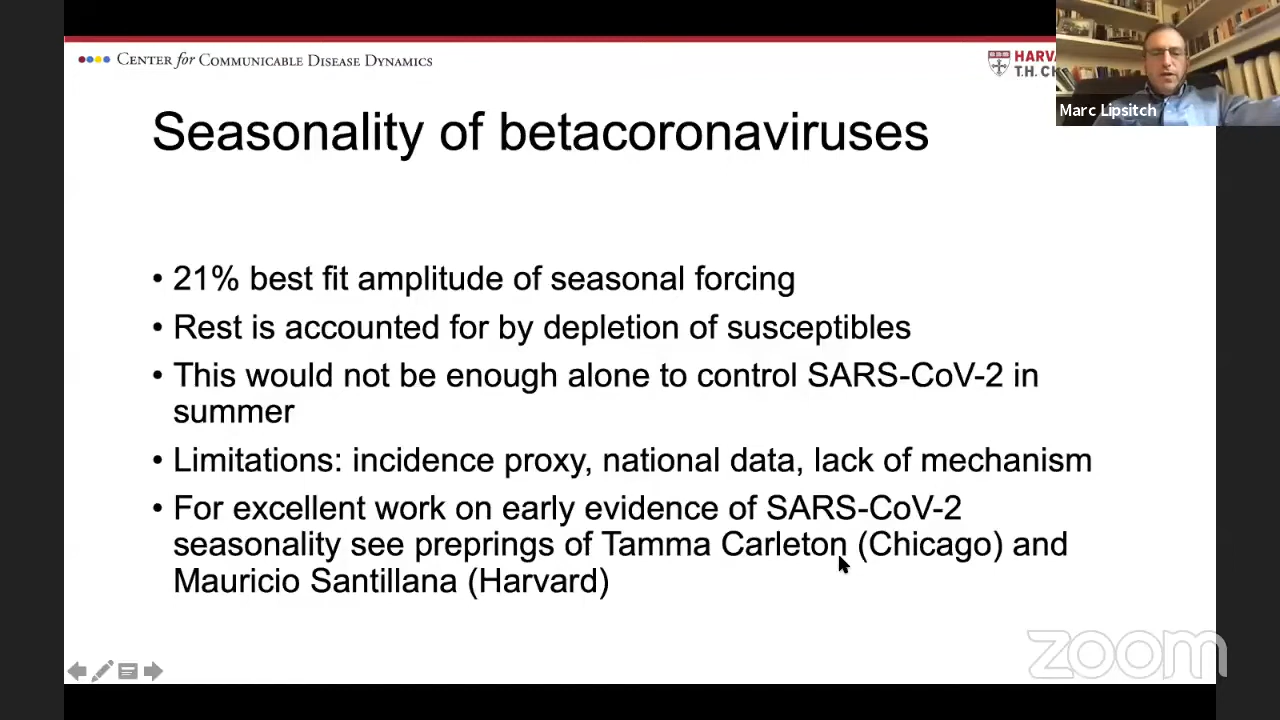 CENTER for COMMUNICABLE DISEASE DYNAMICS
HARVA
T.H. CH
Marc Lipsitch
Seasonality of betacoronaviruses
• 21% best fit amplitude of seasonal forcing
• Rest is accounted for by depletion of susceptibles
• This would not be enough alone to control SARS-CoV-2 in
summer
• Limitations: incidence proxy, national data, lack of mechanism
• For excellent work on early evidence of SARS-CoV-2
seasonality see preprings of Tamma Carleton (Chicago) and
Mauricio Santillana (Harvard)
zoom